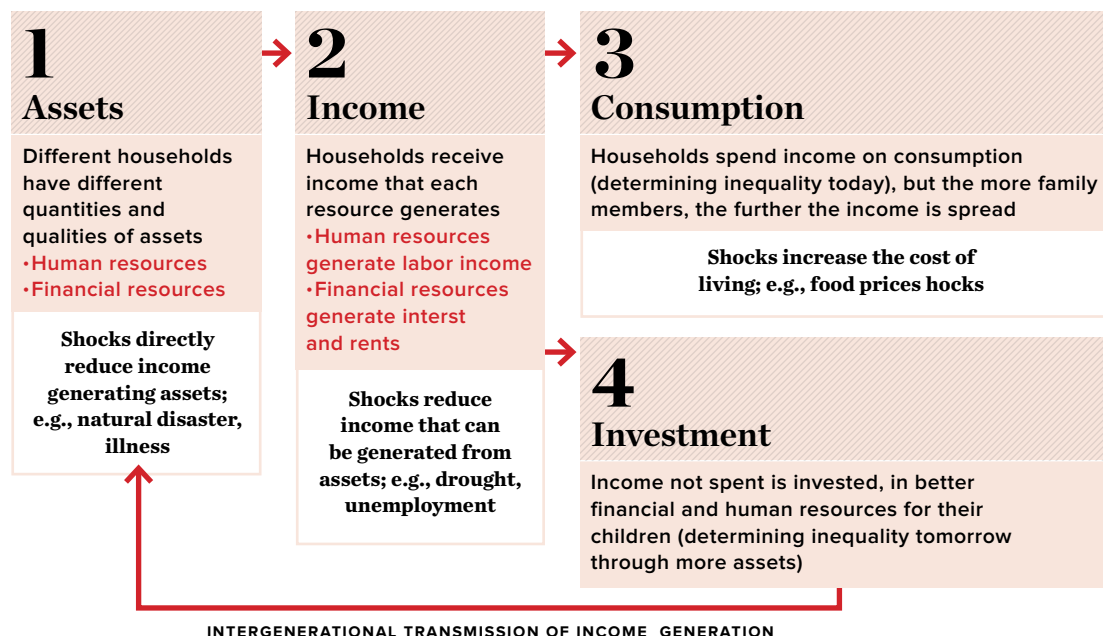 1
Assets
Different households
have different
quantities and
qualities of assets
•Human resources
•Financial resources
Shocks directly
reduce income
generating assets;
e.g., natural disaster,
illness
2
Income
Households receive
income that each
resource generates
•Human resources
generate labor income
•Financial resources
generate interst
and rents
Shocks reduce
income that can
be generated from
assets; e.g., drought,
unemployment
3
Consumption
Households spend income on consumption
(determining inequality today), but the more family
members, the further the income is spread
Shocks increase the cost of
living; e.g., food prices hocks
4
Investment
Income not spent is invested, in better
financial and human resources for their
children (determining inequality tomorrow
through more assets)
INTERGENERATIONAL TRANSMISSION OF INCOME GENERATION